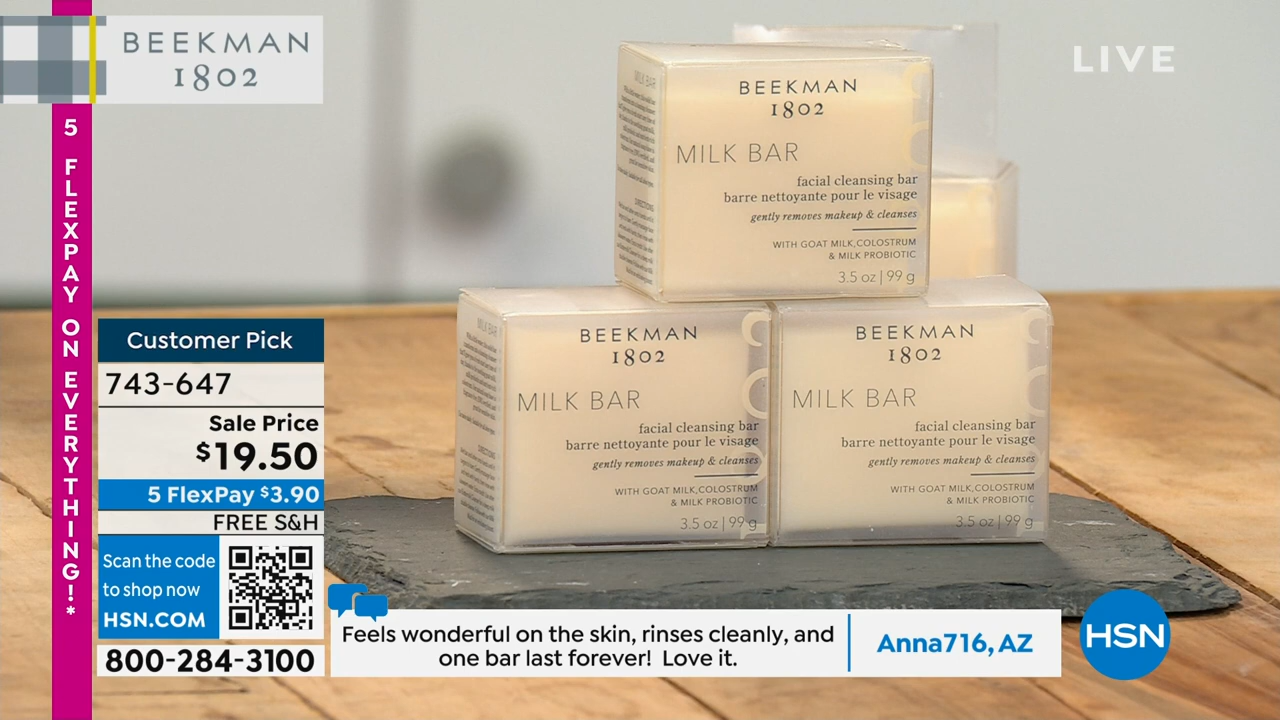 BEEKMAN
1802
5 FLEXPAY ON EVERYTHING!*
Customer Pick
743-647
Sale Price
$19.50
5 FlexPay $3.90
FREE S&H
Scan the code
to shop now
HSN.COM
800-284-3100
LIVE
MILK BAR
BEEKMAN
1802
MILK BAR
facial cleansing bar
barre nettoyante pour le visage
gently removes makeup & cleanses
WITH GOAT MILK, COLOSTRUM
& MILK PROBIOTIC
3.5 oz | 99 g
MILK BAR
BEEKMAN
1802
MILK BAR
facial cleansing bar
barre nettoyante pour le visage
gently removes makeup & cleanses
WITH GOAT MILK, COLOSTRUM
& MILK PROBIOTIC
3.5 oz | 99 g
BEEKMAN
1802
MILK BAR
facial cleansing bar
barre nettoyante pour le visage
gently removes makeup & cleanses
WITH GOAT MILK, COLOSTRUM
& MILK PROBIOTIC
3.5 oz | 99 g
Feels wonderful on the skin, rinses cleanly, and
one bar last forever! Love it.
Anna716, AZ
HSN